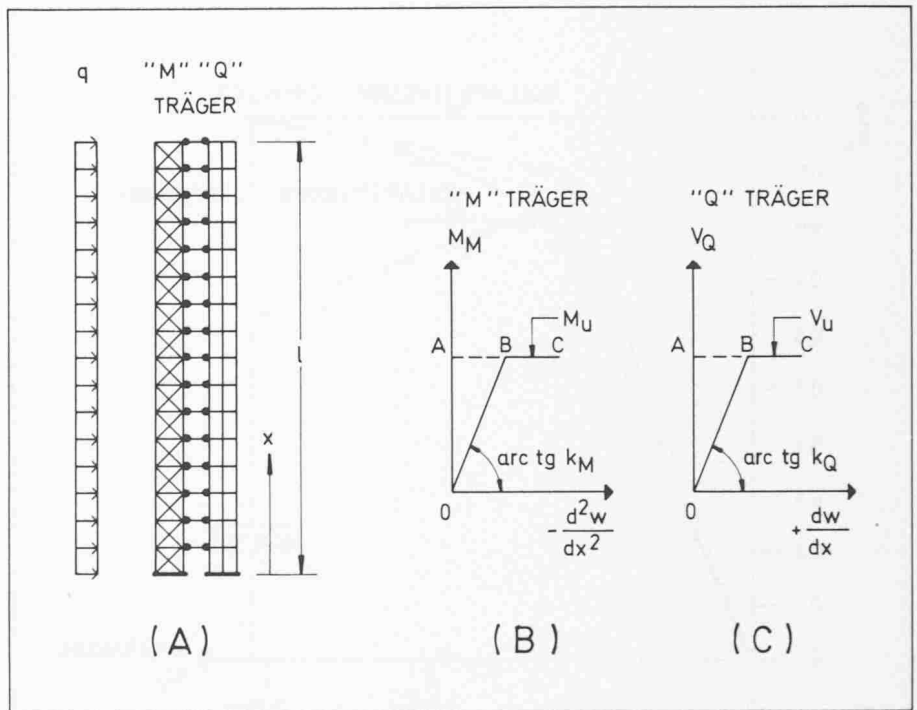 q "M" "Q"
TRÄGER
l
x
(A)
"M" TRÄGER
M_M
A B C
M_u
arc tg k_M
0
- d²w
dx²
(B)
"Q" TRÄGER
V_Q
A B C
V_u
arc tg k_Q
0
+ dw
dx
(C)